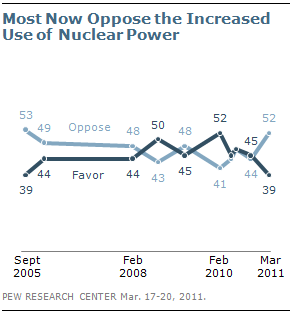 Most Now Oppose the Increased
Use of Nuclear Power
53
49
Oppose
48
50
48
52
45
52
39
44
Favor
44
43
45
41
44
39
Sept
2005
Feb
2008
Feb
2010
Mar
2011
PEW RESEARCH CENTER Mar. 17-20, 2011.